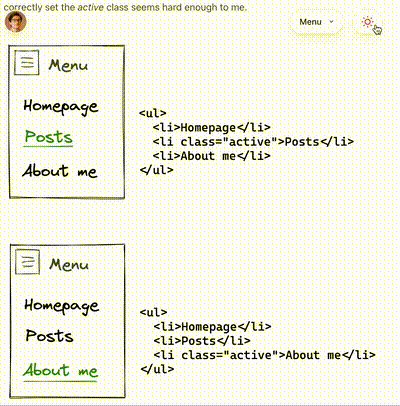 correctly set the active class seems hard enough to me.
Menu
Menu
Homepage
Posts
About me
<ul>
<li>Homepage</li>
<li class="active">Posts</li>
<li>About me</li>
</ul>
Menu
Homepage
Posts
About me
<ul>
<li>Homepage</li>
<li>Posts</li>
<li class="active">About me</li>
</ul>